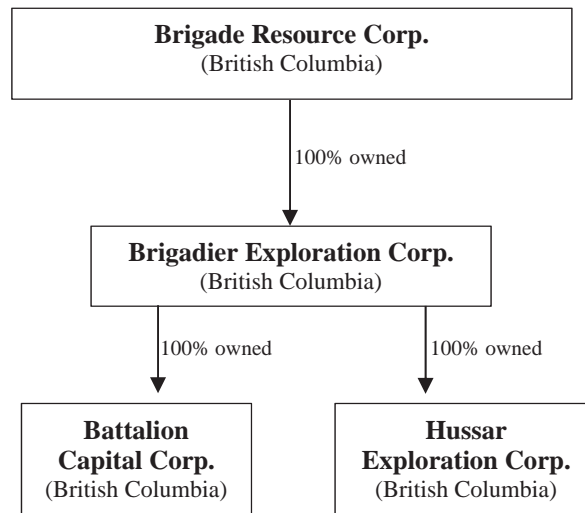 Brigade Resource Corp.
(British Columbia)
100% owned
Brigadier Exploration Corp.
(British Columbia)
100% owned
100% owned
Battalion
Capital Corp.
(British Columbia)
Hussar
Exploration Corp.
(British Columbia)